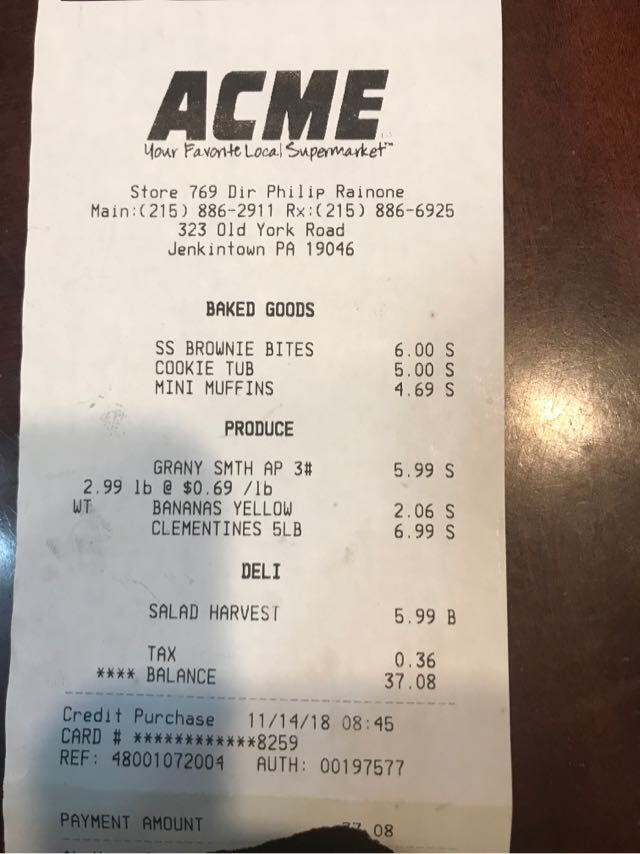 ACME
Your Favorite Local Supermarket™
Store 769 Dir Philip Rainone
Main:(215) 886-2911 Rx:(215) 886-6925
323 Old York Road
Jenkintown PA 19046
BAKED GOODS
SS BROWNIE BITES 6.00 S
COOKIE TUB 5.00 S
MINI MUFFINS 4.69 S
PRODUCE
GRANY SMTH AP 3# 5.99 S
2.99 lb @ $0.69 /lb
WT BANANAS YELLOW 2.06 S
CLEMENTINES 5LB 6.99 S
DELI
SALAD HARVEST 5.99 B
TAX 0.36
**** BALANCE 37.08
Credit Purchase 11/14/18 08:45
CARD # ************8259
REF: 48001072004 AUTH: 00197577
PAYMENT AMOUNT 37.08